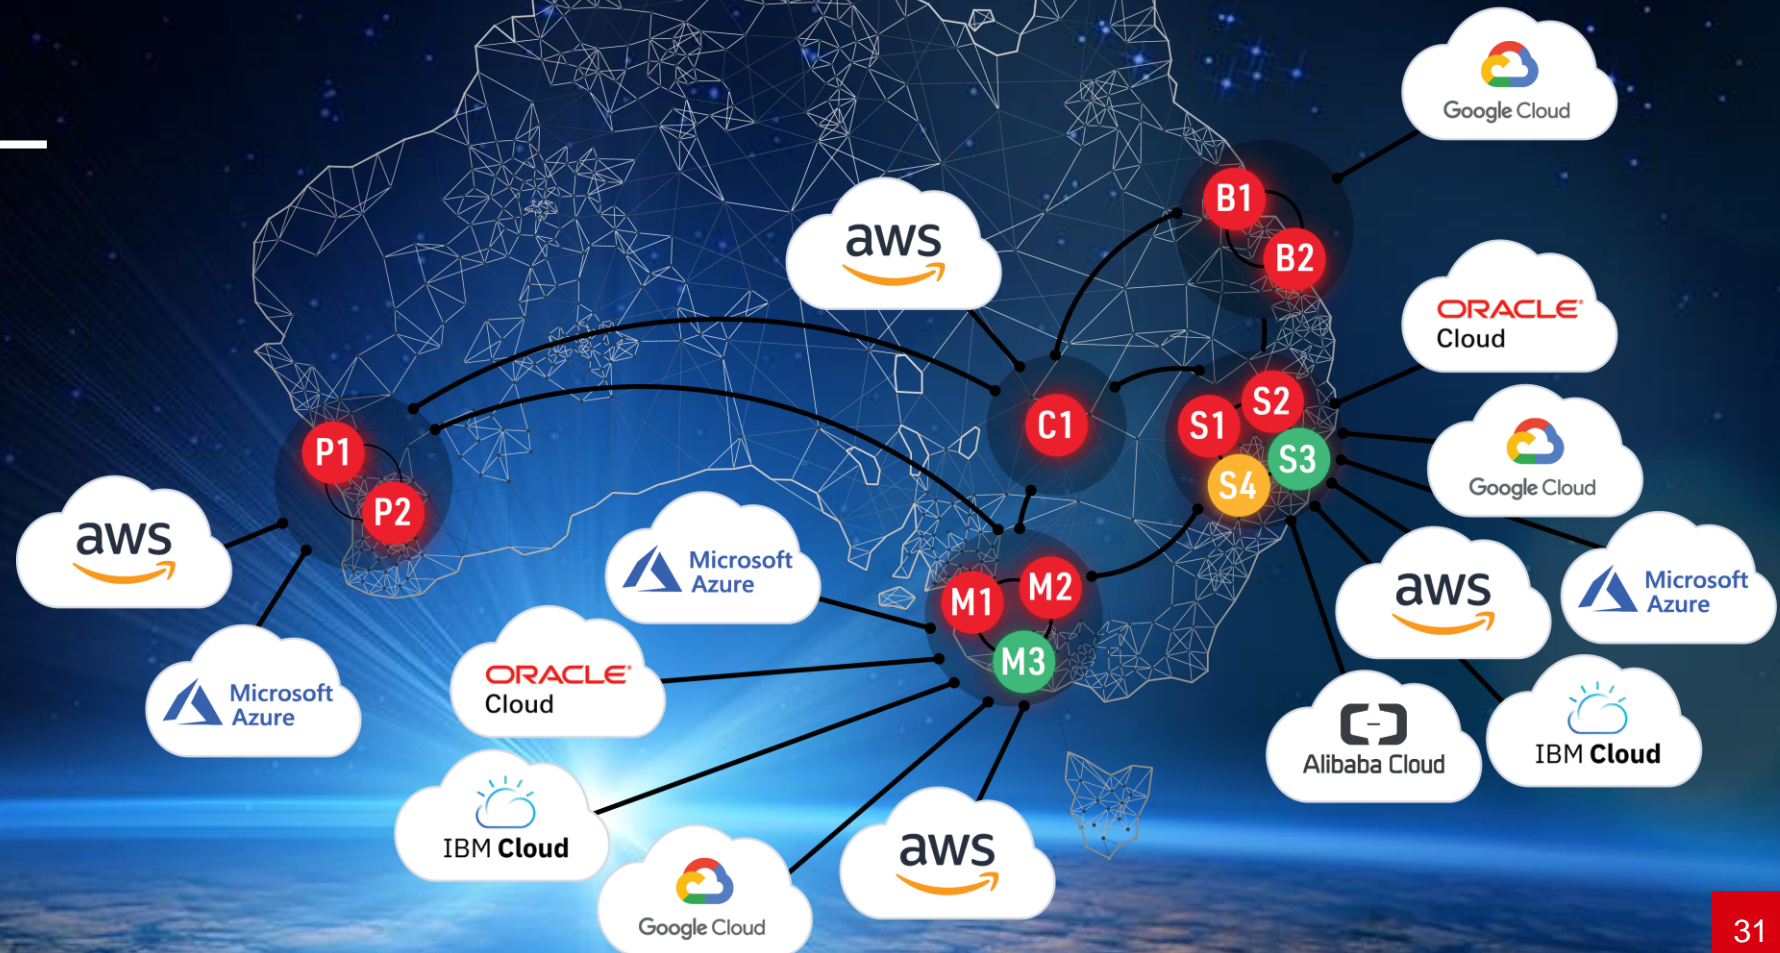 Google Cloud
B1
aws
B2
ORACLE®
Cloud
S2
P1
C1
S1
S3
Google Cloud
S4
aws
P2
Microsoft
Azure
aws
Microsoft
Azure
M1
M2
M3
ORACLE®
Cloud
Microsoft
Azure
Alibaba Cloud
IBM Cloud
IBM Cloud
aws
Google Cloud
31